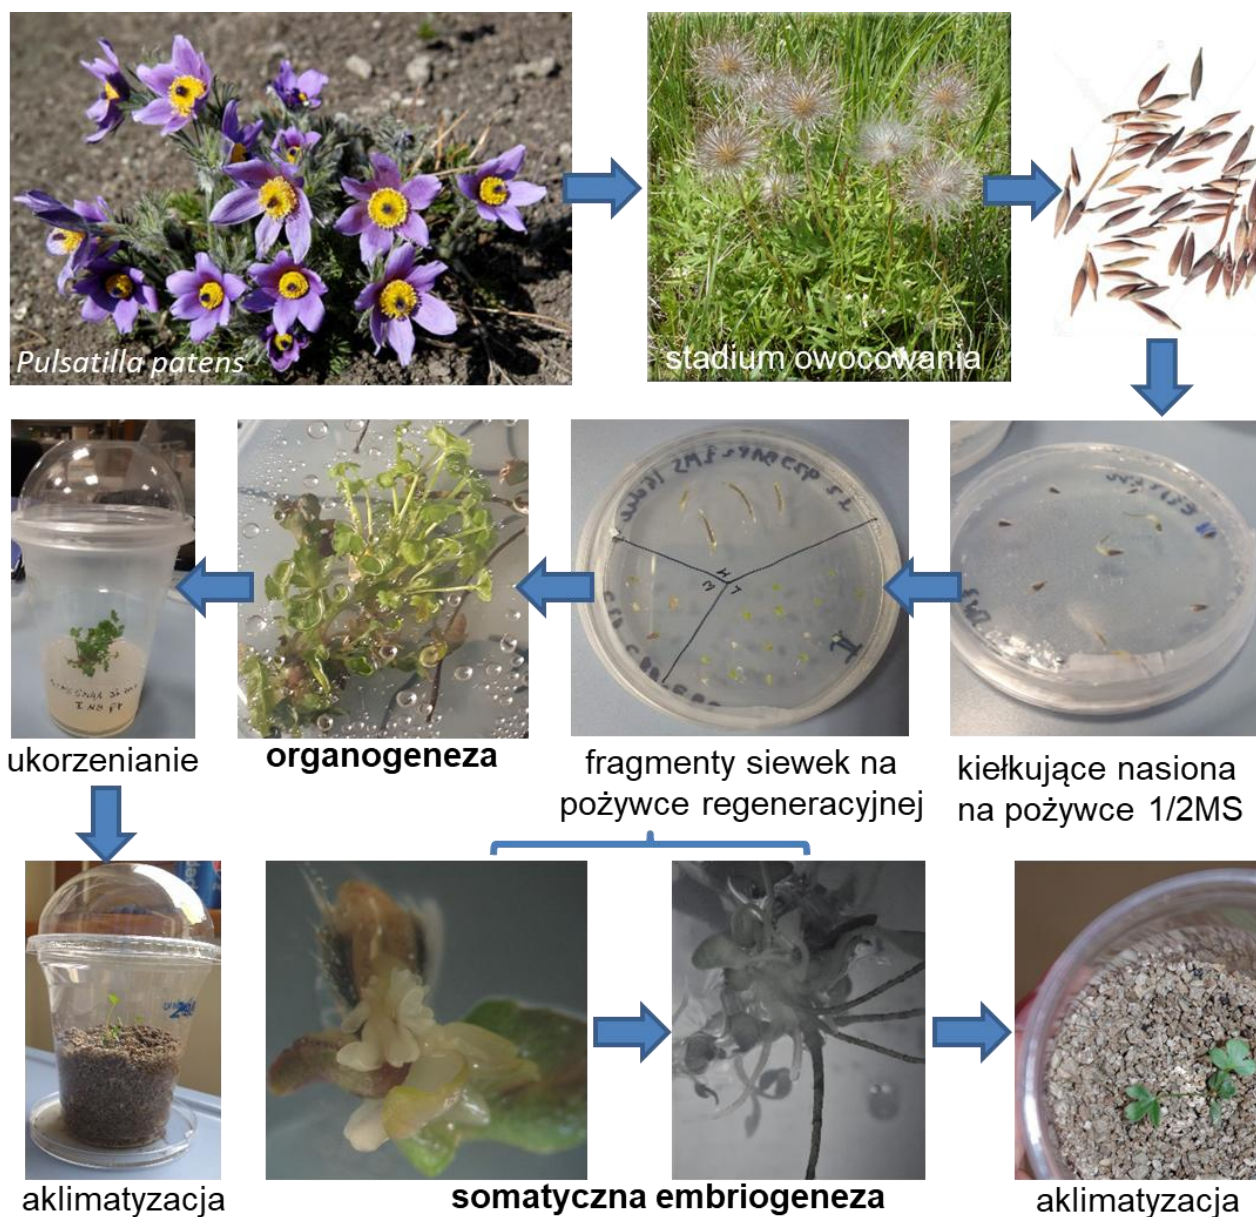 Pulsatilla patens
stadium owocowania
ukorzenianie
organogeneza
fragmenty siewek na
pożywce regeneracyjnej
kiełkujące nasiona
na pożywce 1/2MS
aklimatyzacja
somatyczna embriogeneza
aklimatyzacja